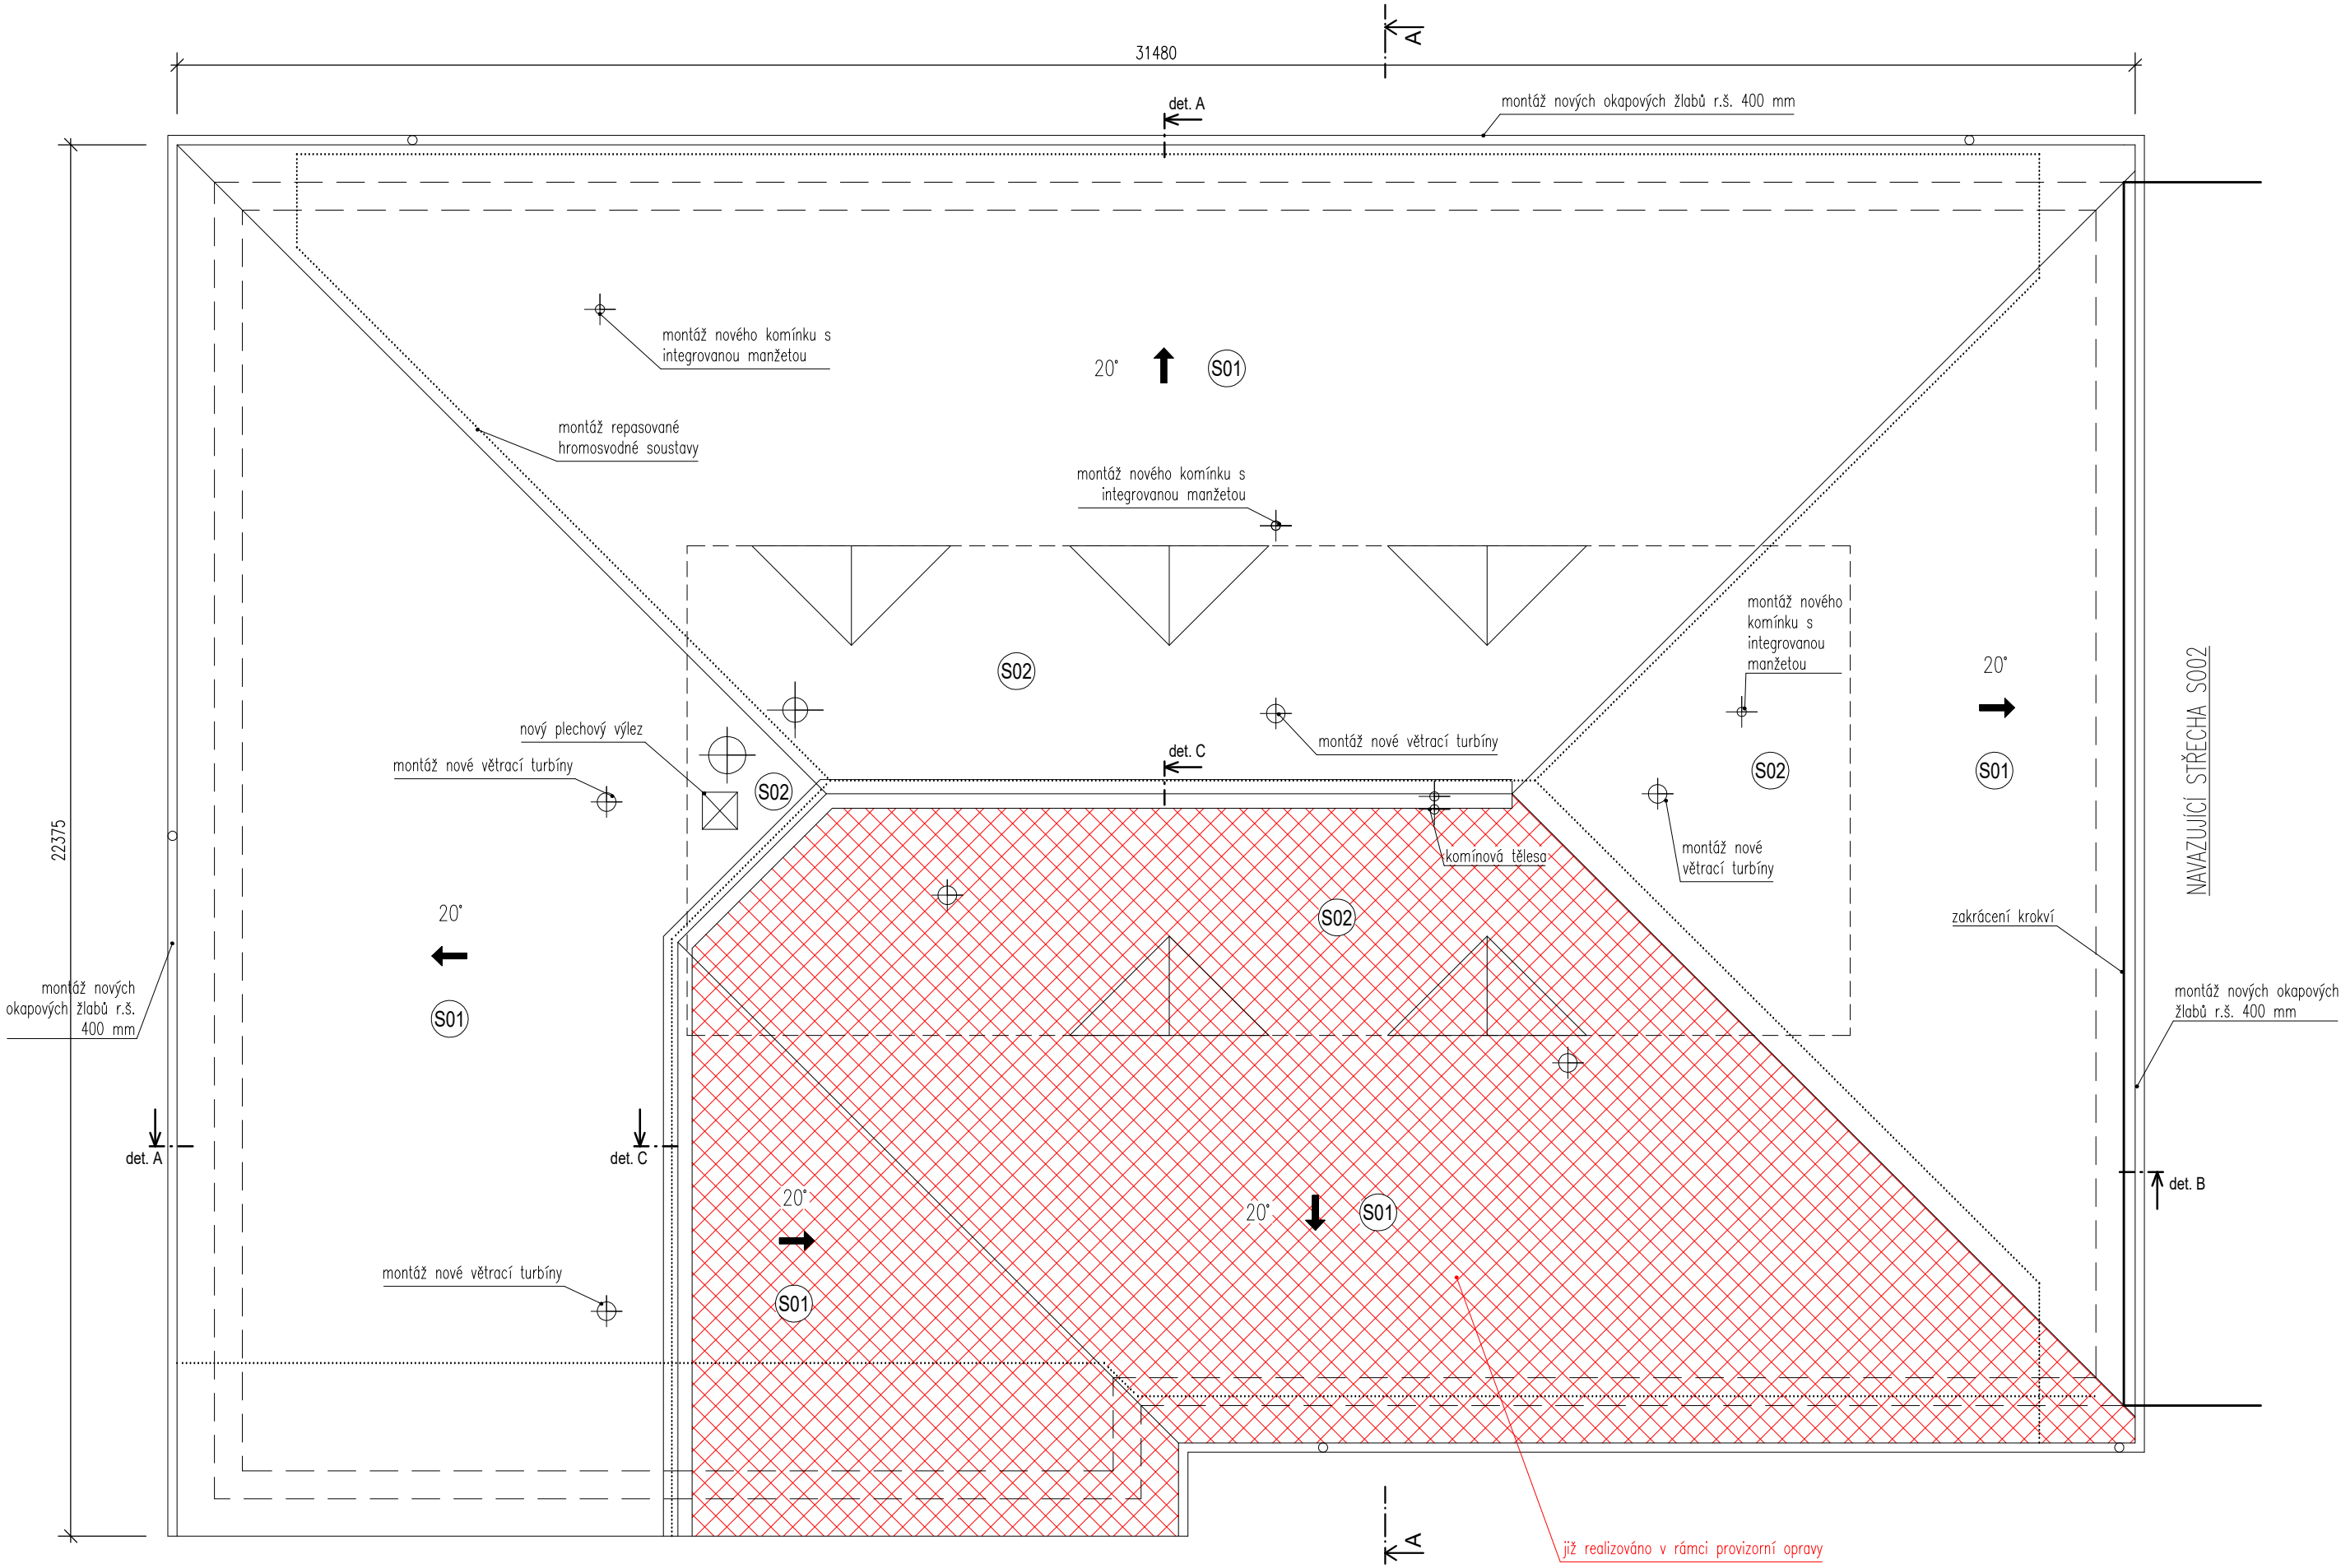 A
31480
det. A
montáž nových okapových žlabů r.š. 400 mm
montáž nového komínku s
integrovanou manžetou
20°
S01
montáž repasované
hromosvodné soustavy
montáž nového komínku s
integrovanou manžetou
montáž nového
komínku s
integrovanou
manžetou
S02
20°
NAVAZUJÍCÍ STŘECHA SO02
nový plechový výlez
montáž nové větrací turbíny
det. C
montáž nové větrací turbíny
S02
S02
S01
22375
komínová tělesa
montáž nové
větrací turbíny
20°
S02
zakrácení krokví
montáž nových
okapových žlabů r.š.
400 mm
S01
montáž nových okapových
žlabů r.š. 400 mm
det. A
det. C
det. B
20°
20°
S01
montáž nové větrací turbíny
S01
A
již realizováno v rámci provizorní opravy